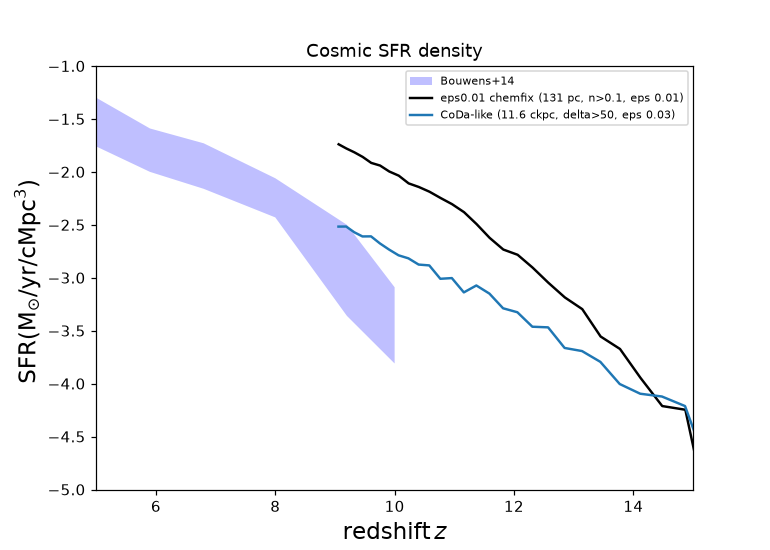 Cosmic SFR density
Bouwens+14
eps0.01 chemfix (131 pc, n>0.1, eps 0.01)
CoDa-like (11.6 ckpc, delta>50, eps 0.03)
SFR(M⊙/yr/cMpc³)
−1.0
−1.5
−2.0
−2.5
−3.0
−3.5
−4.0
−4.5
−5.0
6 8 10 12 14
redshift z